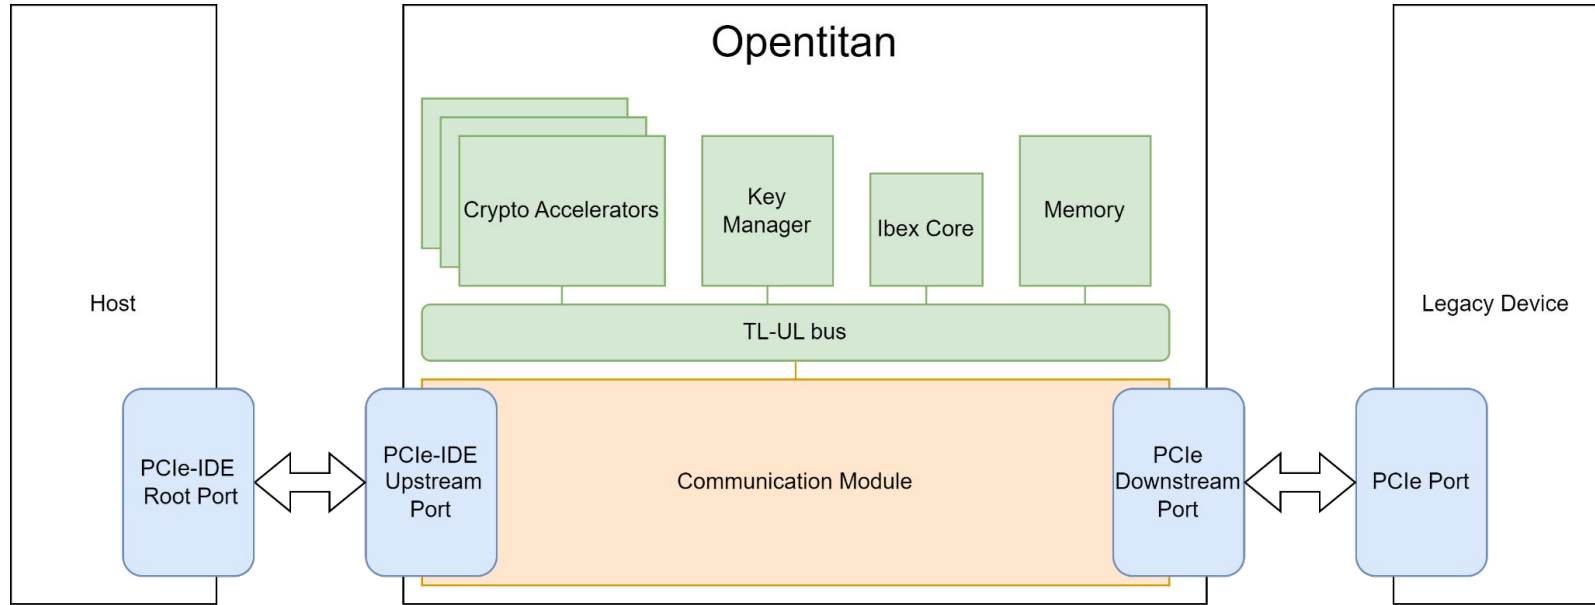 Opentitan
Crypto Accelerators
Key
Manager
Ibex Core
Memory
Host
TL-UL bus
Legacy Device
PCIe-IDE
Root Port
PCIe-IDE
Upstream
Port
Communication Module
PCIe
Downstream
Port
PCIe Port